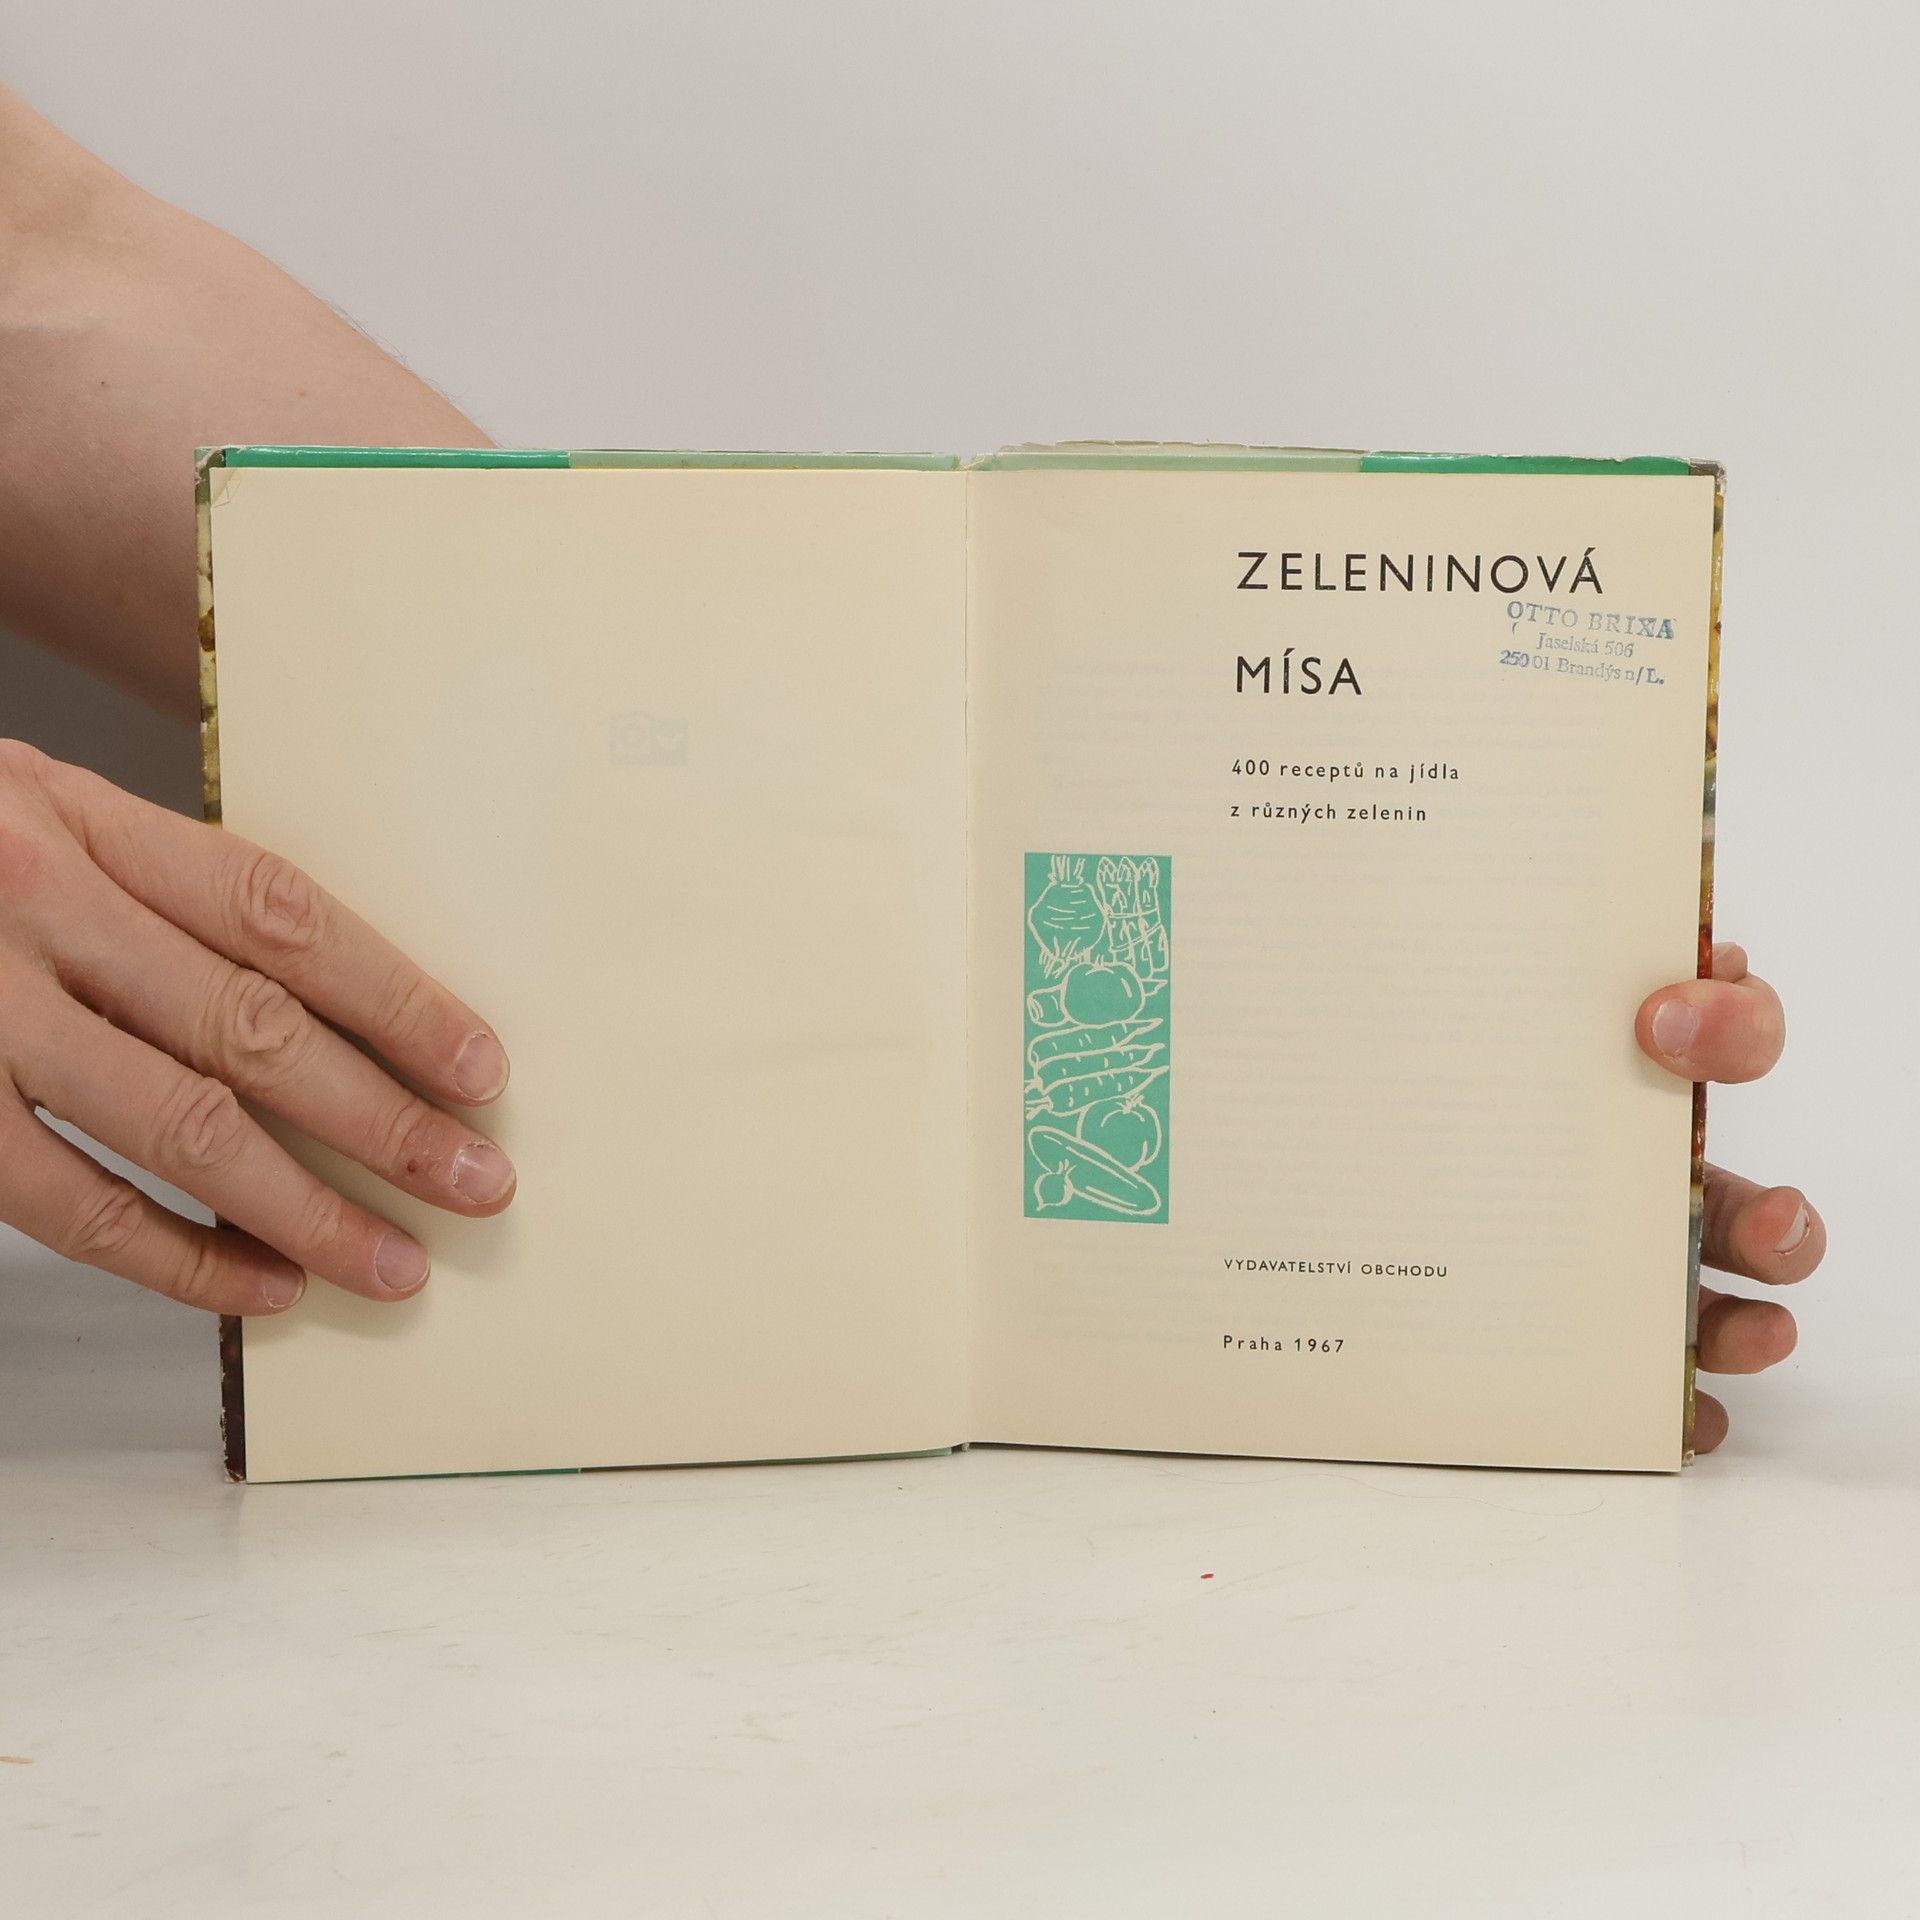 ZELENINOVÁ
OTTO BRIXA
Jaselská 506
250 01 Brandýs n/L.
MÍSA
400 receptů na jídla
z různých zelenin
VYDAVATELSTVÍ OBCHODU
Praha 1967